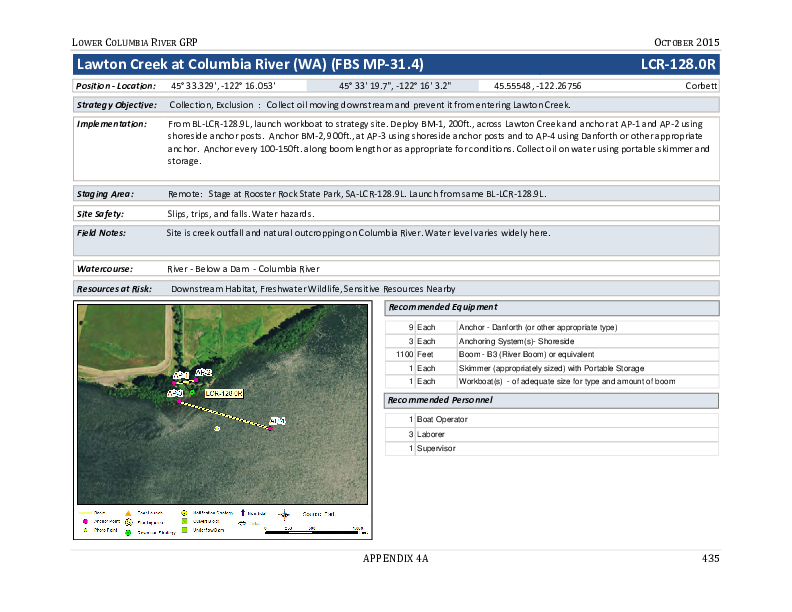 LOWER COLUMBIA RIVER GRP OCTOBER 2015
Lawton Creek at Columbia River (WA) (FBS MP-31.4) LCR-128.0R
Position - Location: 45° 33.329', -122° 16.053' 45° 33' 19.7", -122° 16' 3.2" 45.55548, -122.26756 Corbett
Strategy Objective: Collection, Exclusion : Collect oil moving downstream and prevent it from entering Lawton Creek.
Implementation: From BL-LCR-128.9L, launch workboat to strategy site. Deploy BM-1, 200ft., across Lawton Creek and anchor at AP-1 and AP-2 using
shoreside anchor posts. Anchor BM-2, 900ft., at AP-3 using shoreside anchor posts and to AP-4 using Danforth or other appropriate
anchor. Anchor every 100-150ft. along boom length or as appropriate for conditions. Collect oil on water using portable skimmer and
storage.
Staging Area: Remote: Stage at Rooster Rock State Park, SA-LCR-128.9L. Launch from same BL-LCR-128.9L.
Site Safety: Slips, trips, and falls. Water hazards.
Field Notes: Site is creek outfall and natural outcropping on Columbia River. Water level varies widely here.
Watercourse: River - Below a Dam - Columbia River
Resources at Risk: Downstream Habitat, Freshwater Wildlife, Sensitive Resources Nearby
Recommended Equipment
9 Each Anchor - Danforth (or other appropriate type)
3 Each Anchoring System(s)- Shoreside
1100 Feet Boom - B3 (River Boom) or equivalent
1 Each Skimmer (appropriately sized) with Portable Storage
1 Each Workboat(s) - of adequate size for type and amount of boom
Recommended Personnel
1 Boat Operator
3 Laborer
1 Supervisor
AP-1 AP-2
AP-3 LCR-128.0R
AP-4
Anchor Point
Photo Point
APPENDIX 4A 435